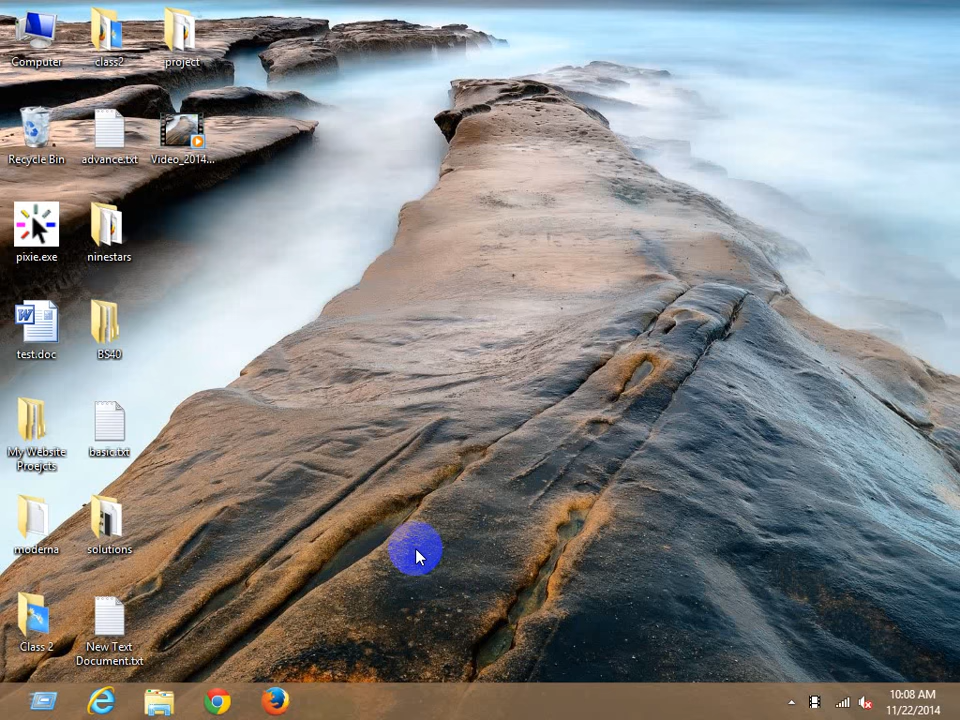 Computer
class2
project
Recycle Bin
advance.txt
Video_2014...
pixie.exe
ninestars
test.doc
BS40
My Website
Proejcts
basic.txt
moderna
solutions
Class 2
New Text
Document.txt
10:08 AM
11/22/2014